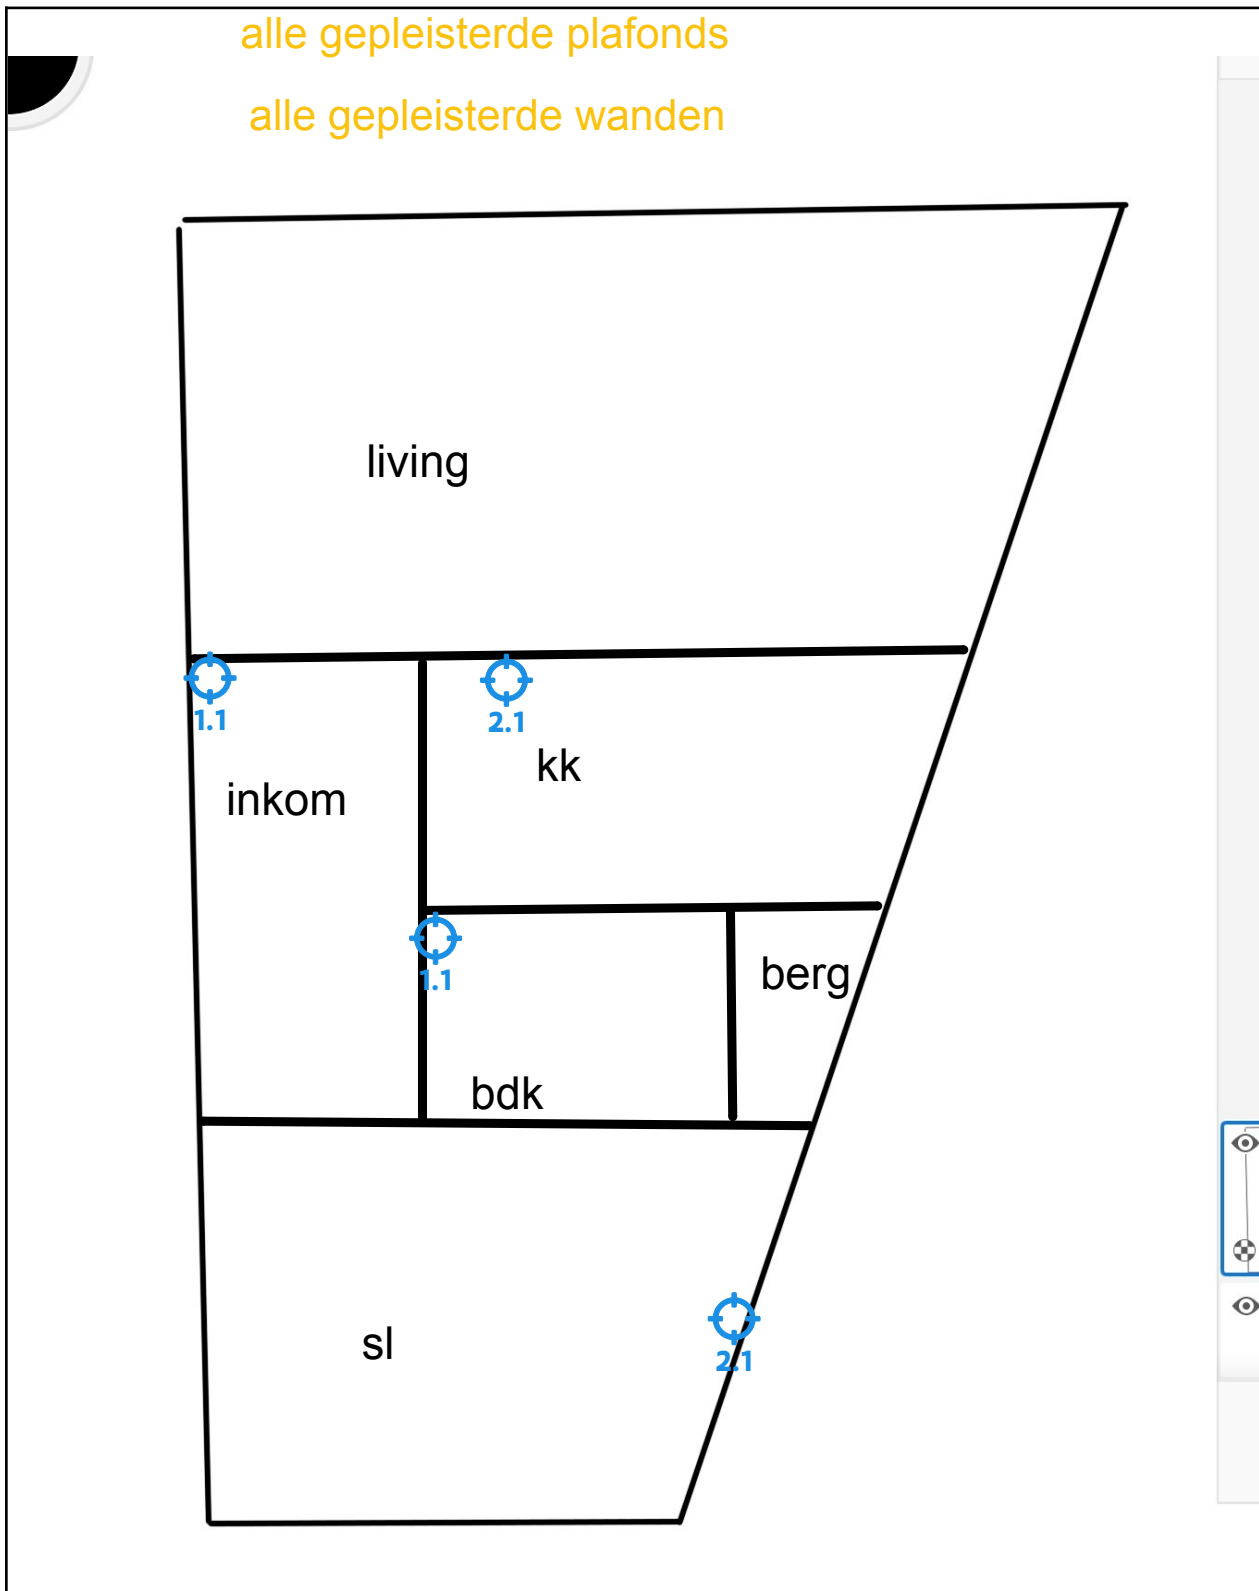 alle gepleisterde plafonds
alle gepleisterde wanden
living
1.1
2.1
kk
inkom
1.1
berg
bdk
sl
2.1